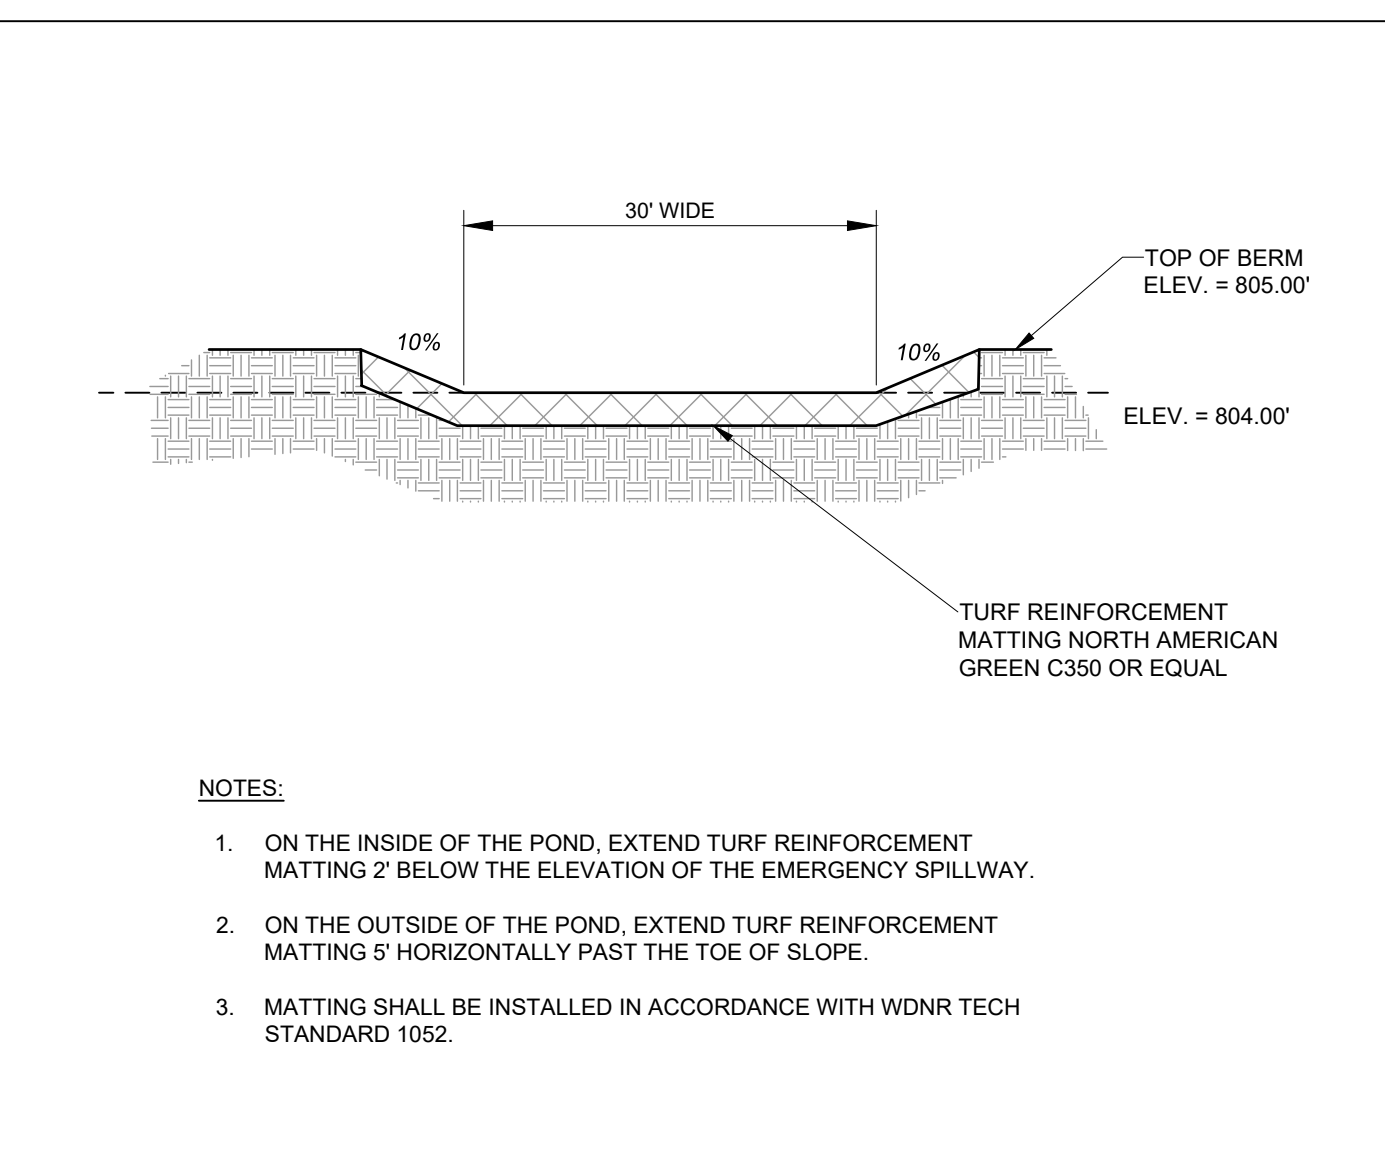 30' WIDE
TOP OF BERM
ELEV. = 805.00'
10%
10%
ELEV. = 804.00'
TURF REINFORCEMENT
MATTING NORTH AMERICAN
GREEN C350 OR EQUAL
NOTES:
1. ON THE INSIDE OF THE POND, EXTEND TURF REINFORCEMENT
MATTING 2' BELOW THE ELEVATION OF THE EMERGENCY SPILLWAY.
2. ON THE OUTSIDE OF THE POND, EXTEND TURF REINFORCEMENT
MATTING 5' HORIZONTALLY PAST THE TOE OF SLOPE.
3. MATTING SHALL BE INSTALLED IN ACCORDANCE WITH WDNR TECH
STANDARD 1052.